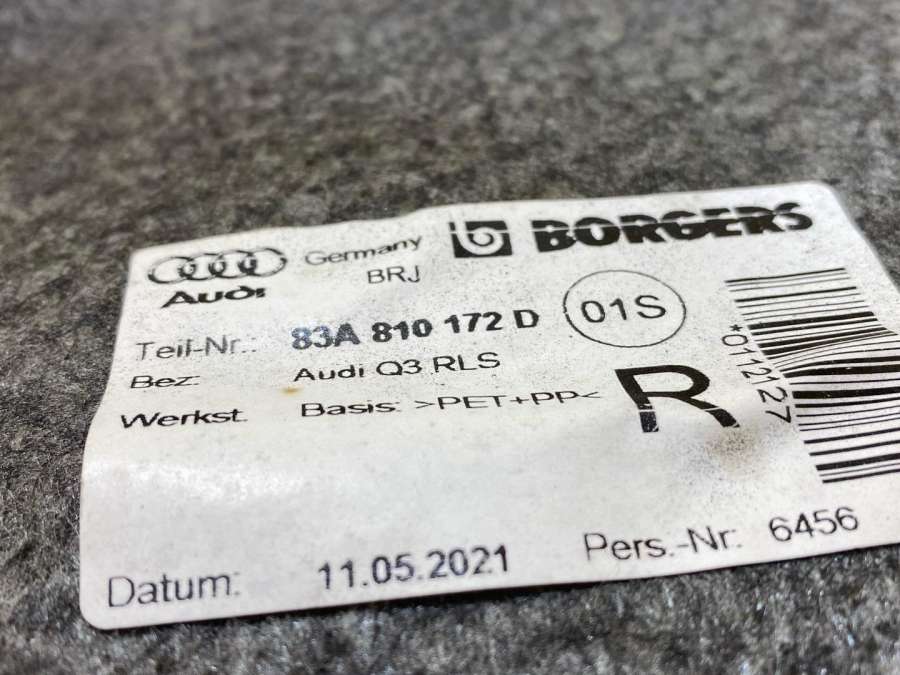 Audi
Germany
BRJ
BORGERS
Teil-Nr.: 83A 810 172 D
01S
Bez: Audi Q3 RLS
Werkst. Basis: >PET+PP<
R
*0112127
Datum: 11.05.2021 Pers.-Nr: 6456